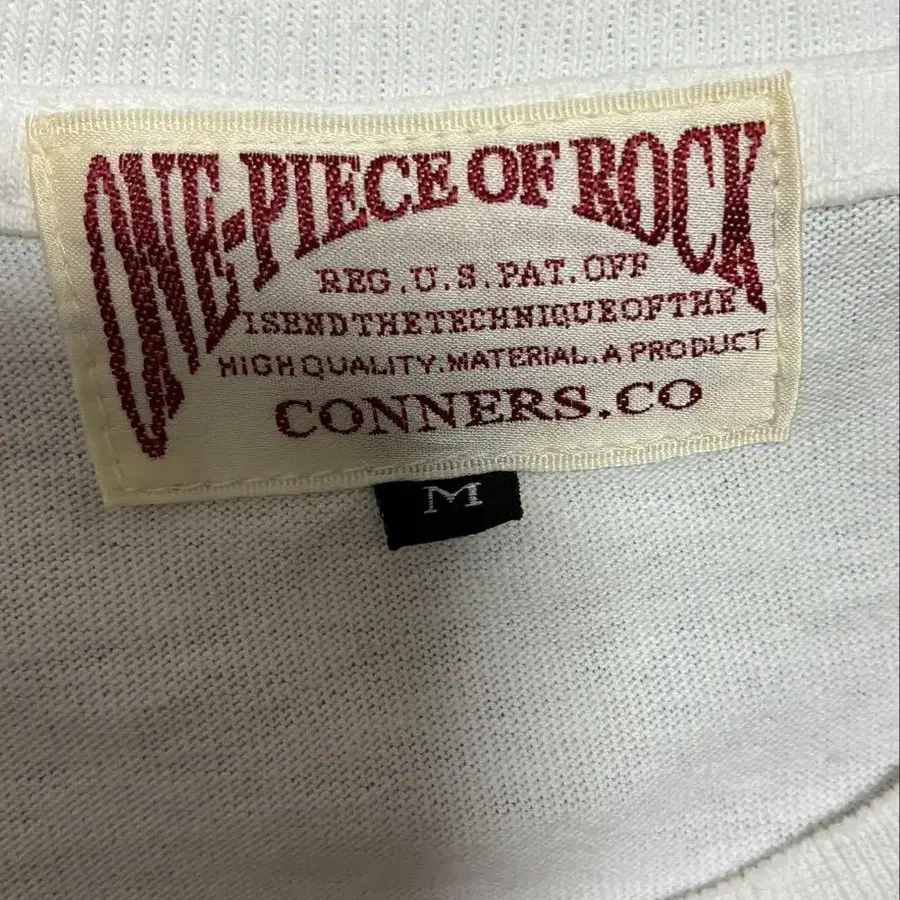 ONE-PIECE OF ROCK
REG.U.S.PAT.OFF
ISENDTHETECHNIQUEOFTHE
HIGH QUALITY.MATERIAL.A PRODUCT
CONNERS.CO
M